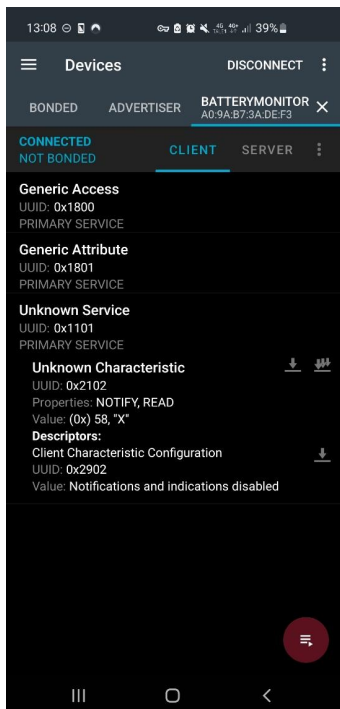 13:08 39%
Devices DISCONNECT
BONDED ADVERTISER BATTERYMONITOR
A0:9A:B7:3A:DE:F3
CONNECTED
NOT BONDED CLIENT SERVER
Generic Access
UUID: 0x1800
PRIMARY SERVICE
Generic Attribute
UUID: 0x1801
PRIMARY SERVICE
Unknown Service
UUID: 0x1101
PRIMARY SERVICE
Unknown Characteristic
UUID: 0x2102
Properties: NOTIFY, READ
Value: (0x) 58, "X"
Descriptors:
Client Characteristic Configuration
UUID: 0x2902
Value: Notifications and indications disabled